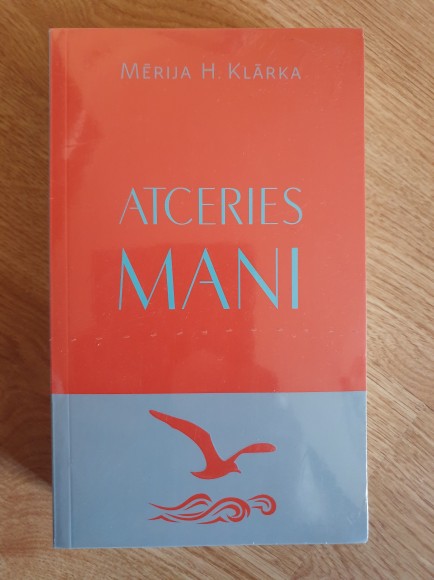 MĒRIJA H. KLĀRKA
ATCERIES
MANI